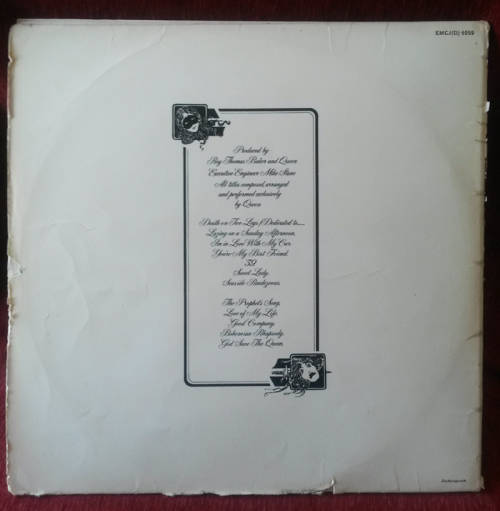 EMCJ(D) 6059
Produced by
Roy Thomas Baker and Queen
Executive Engineer Mike Stone
All titles composed, arranged
and performed exclusively
by Queen
Death on Two Legs (Dedicated to......
Lazing on a Sunday Afternoon.
I'm in Love With My Car.
You're My Best Friend.
'39.
Sweet Lady.
Seaside Rendezvous.
The Prophet's Song.
Love of My Life.
Good Company.
Bohemian Rhapsody.
God Save The Queen.